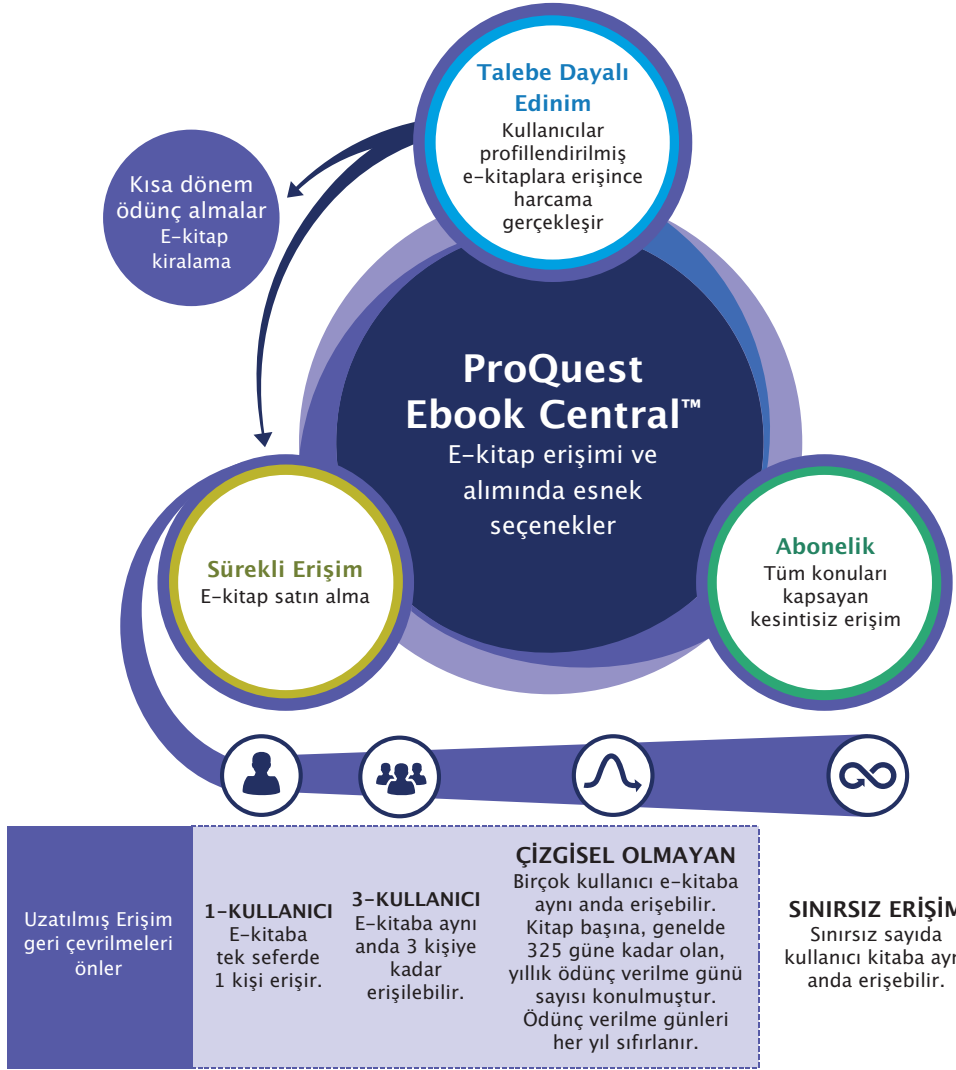 Talebe Dayalı
Edinim
Kullanıcılar
profillendirilmiş
e-kitaplara erişince
harcama
gerçekleşir
Kısa dönem
ödünç almalar
E-kitap
kiralama
ProQuest
Ebook Central™
E-kitap erişimi ve
alımında esnek
seçenekler
Sürekli Erişim
E-kitap satın alma
Abonelik
Tüm konuları
kapsayan
kesintisiz erişim
Uzatılmış Erişim
geri çevrilmeleri
önler
1-KULLANICI
E-kitaba
tek seferde
1 kişi erişir.
3-KULLANICI
E-kitaba aynı
anda 3 kişiye
kadar
erişilebilir.
ÇİZGİSEL OLMAYAN
Birçok kullanıcı e-kitaba
aynı anda erişebilir.
Kitap başına, genelde
325 güne kadar olan,
yıllık ödünç verilme günü
sayısı konulmuştur.
Ödünç verilme günleri
her yıl sıfırlanır.
SINIRSIZ ERİŞİM
Sınırsız sayıda
kullanıcı kitaba
anda erişebilir.